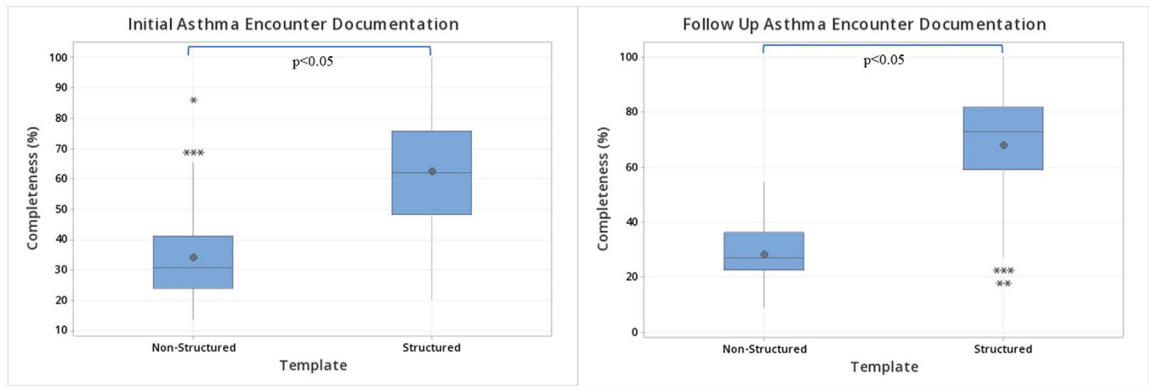 Initial Asthma Encounter Documentation
p<0.05
100
90
80
70
60
50
40
30
20
10
Completeness (%)
*
***
Non-Structured
Structured
Template
Follow Up Asthma Encounter Documentation
p<0.05
100
80
60
40
20
0
Completeness (%)
***
**
Non-Structured
Structured
Template